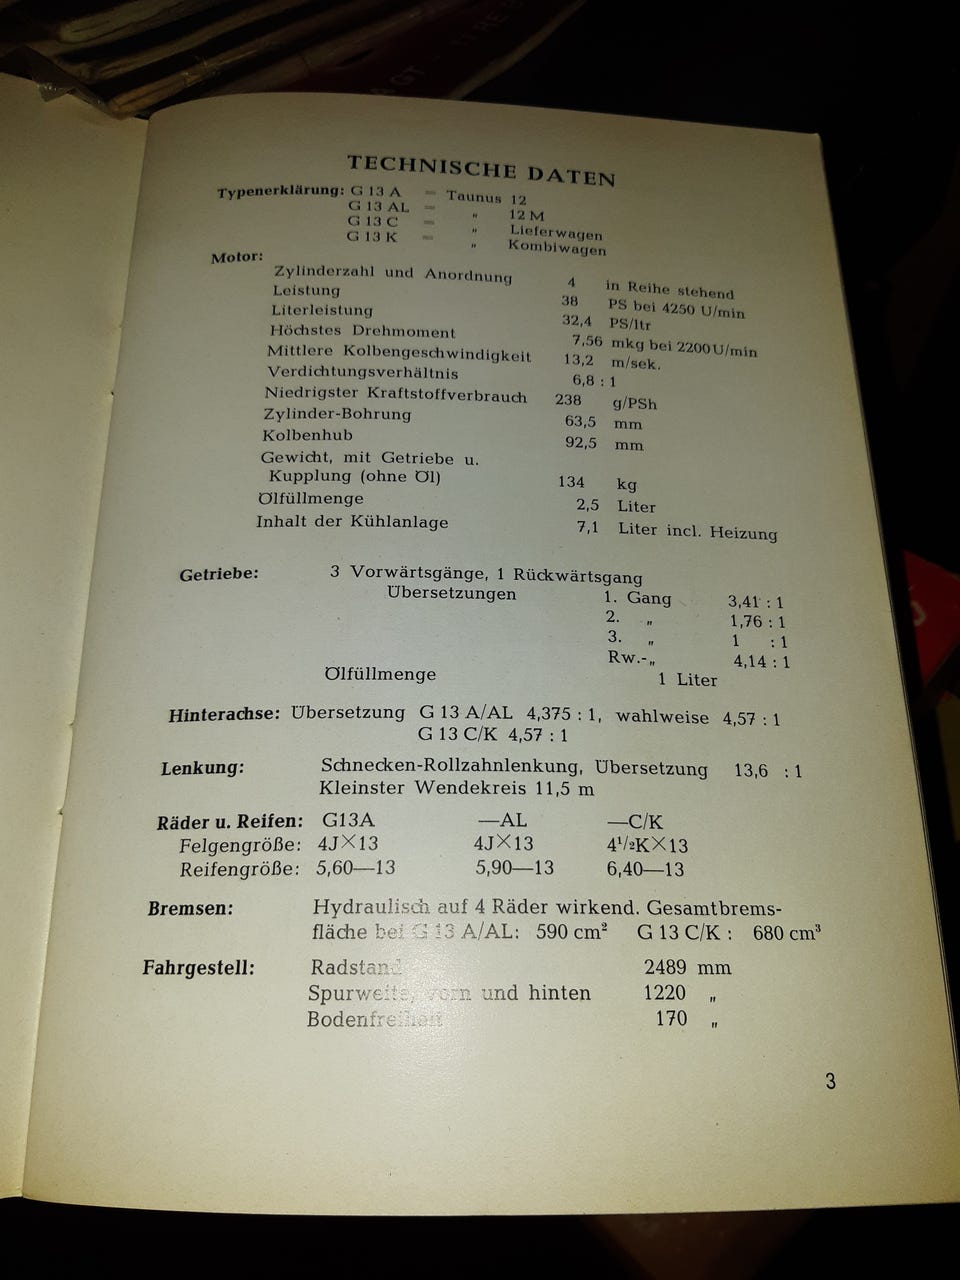 TECHNISCHE DATEN
Typenerklärung: G 13 A = Taunus 12
G 13 AL = „ 12 M
G 13 C = „ Lieferwagen
G 13 K = „ Kombiwagen
Motor:
Zylinderzahl und Anordnung 4 in Reihe stehend
Leistung 38 PS bei 4250 U/min
Literleistung 32,4 PS/ltr
Höchstes Drehmoment 7,56 mkg bei 2200 U/min
Mittlere Kolbengeschwindigkeit 13,2 m/sek.
Verdichtungsverhältnis 6,8 : 1
Niedrigster Kraftstoffverbrauch 238 g/PSh
Zylinder-Bohrung 63,5 mm
Kolbenhub 92,5 mm
Gewicht, mit Getriebe u.
Kupplung (ohne Öl) 134 kg
Ölfüllmenge 2,5 Liter
Inhalt der Kühlanlage 7,1 Liter incl. Heizung
Getriebe: 3 Vorwärtsgänge, 1 Rückwärtsgang
Übersetzungen 1. Gang 3,41 : 1
2. „ 1,76 : 1
3. „ 1 : 1
Rw.-„ 4,14 : 1
Ölfüllmenge 1 Liter
Hinterachse: Übersetzung G 13 A/AL 4,375 : 1, wahlweise 4,57 : 1
G 13 C/K 4,57 : 1
Lenkung: Schnecken-Rollzahnlenkung, Übersetzung 13,6 : 1
Kleinster Wendekreis 11,5 m
Räder u. Reifen: G13A —AL —C/K
Felgengröße: 4J×13 4J×13 4¹/₂K×13
Reifengröße: 5,60—13 5,90—13 6,40—13
Bremsen: Hydraulisch auf 4 Räder wirkend. Gesamtbrems-
fläche bei G 13 A/AL: 590 cm² G 13 C/K : 680 cm³
Fahrgestell: Radstand 2489 mm
Spurweite, vorn und hinten 1220 „
Bodenfreiheit 170 „
3